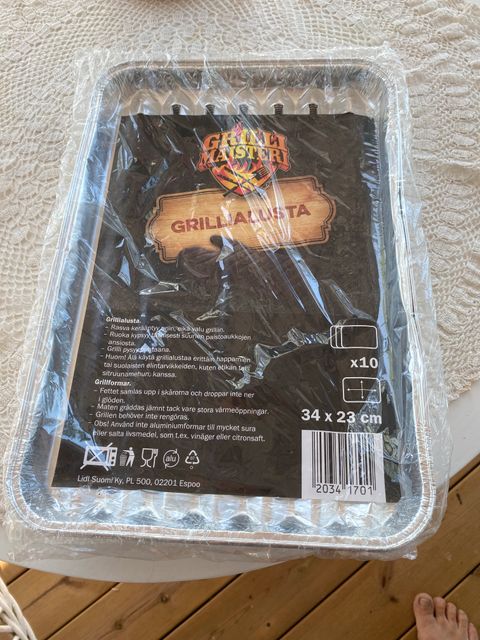 GRILLI
MAISTERI
GRILLIALUSTA
Grillialusta.
- Rasva kerääntyy uriin, eikä valu grilliin.
- Ruoka kypsyy tasaisesti suurien paistoaukkojen
ansiosta.
- Grilli pysyy puhtaana.
- Huom! Älä käytä grillialustaa erittäin happamien
tai suolaisten elintarvikkeiden, kuten etikan tai
sitruunamehun, kanssa.
Grillformar.
- Fettet samlas upp i skårorna och droppar inte ner
i glöden.
- Maten gräddas jämnt tack vare stora värmeöppningar.
- Grillen behöver inte rengöras.
- Obs! Använd inte aluminiumformar till mycket sura
eller salta livsmedel, som t.ex. vinäger eller citronsaft.
x10
34 x 23 cm
alu
Lidl Suomi Ky, PL 500, 02201 Espoo
2034 1701